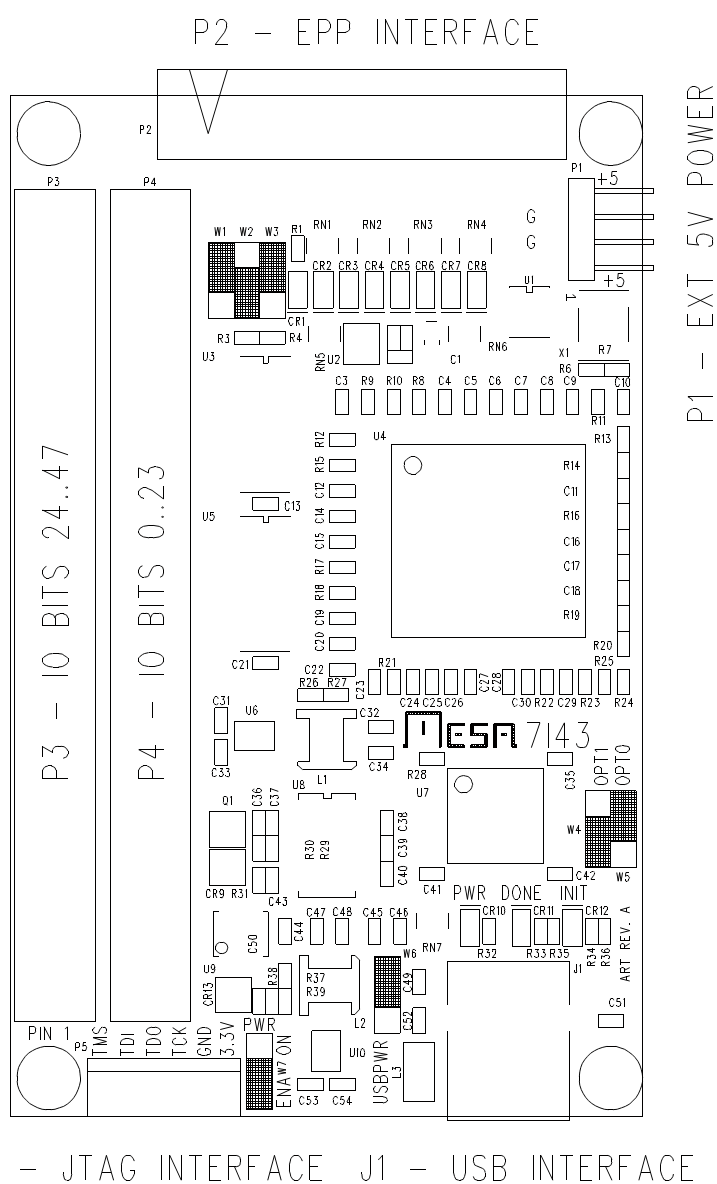 P2 - EPP INTERFACE
P2
P1 - EXT 5V POWER
P1
+5
P3
P4
G
G
+5
W1 W2 W3
R1
RN1 RN2 RN3 RN4
CR2 CR3 CR4 CR5 CR6 CR7 CR8
U1
1
CR1
R3
R4
RN5
U2
C1
RN6
X1
R7
U3
R6
C3 R9 R10 R8 C4 C5 C6 C7 C8 C9
C10
R11
R12
U4
R13
R15
R14
C12
C11
U5
C13
C14
R16
C15
C16
R17
C17
R18
C18
C19
R19
C20
R20
P3 - IO BITS 24..47
P4 - IO BITS 0..23
C21
C22
C23
R21
R25
R26 R27
C24 C25 C26
C27
C28
C30 R22 C29 R23
R24
C31
U6
C32
MESA 7I43
C33
C34
L1
R28
C35
OPT1
OPT0
U8
U7
Q1
C36
C37
C38
W4
R30
R29
C39
C40
CR9 R31
C41
C42
W5
C43
PWR DONE INIT
C44
C47 C48
C45 C46
CR10 CR11 CR12
C50
RN7
R32
R33 R35
R34
R36
ART REV. A
U9
W6
J1
CR13
R38
R37
R39
C49
L2
C52
C51
PIN 1
P5
TMS
TDI
TDO
TCK
GND
3.3V
PWR
ON
W7
ENA
U10
USBPWR
L3
C53 C54
- JTAG INTERFACE J1 - USB INTERFACE